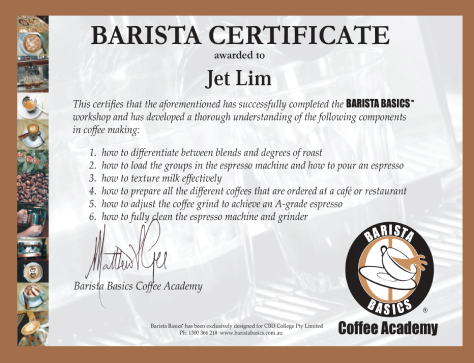 BARISTA CERTIFICATE
awarded to
Jet Lim
This certifies that the aforementioned has successfully completed the BARISTA BASICS™
workshop and has developed a thorough understanding of the following components
in coffee making:
1. how to differentiate between blends and degrees of roast
2. how to load the groups in the espresso machine and how to pour an espresso
3. how to texture milk effectively
4. how to prepare all the different coffees that are ordered at a café or restaurant
5. how to adjust the coffee grind to achieve an A-grade espresso
6. how to fully clean the espresso machine and grinder
Barista Basics Coffee Academy
BARISTA
BASICS ®
Coffee Academy
Barista Basics® has been exclusively designed for CBD College Pty Limited
Ph: 1300 366 218 www.baristabasics.com.au